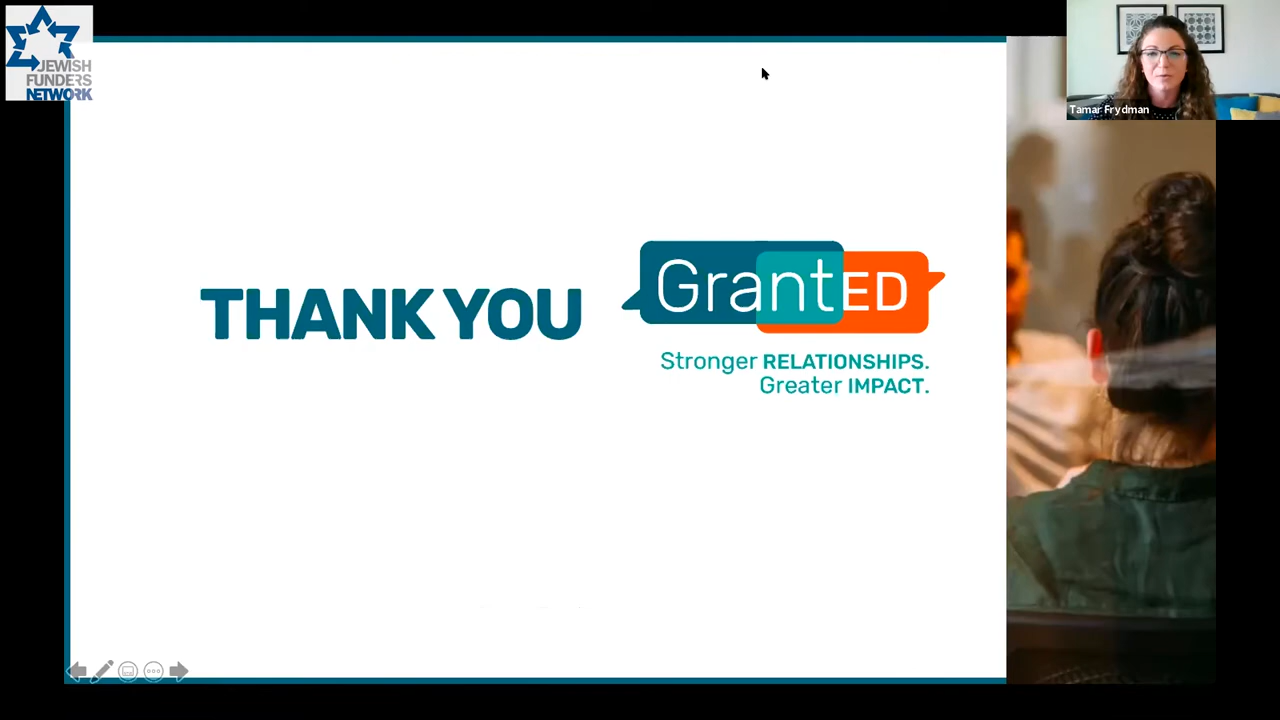 JEWISH
FUNDERS
NETWORK
Tamar Frydman
THANK YOU
GrantED
Stronger RELATIONSHIPS.
Greater IMPACT.